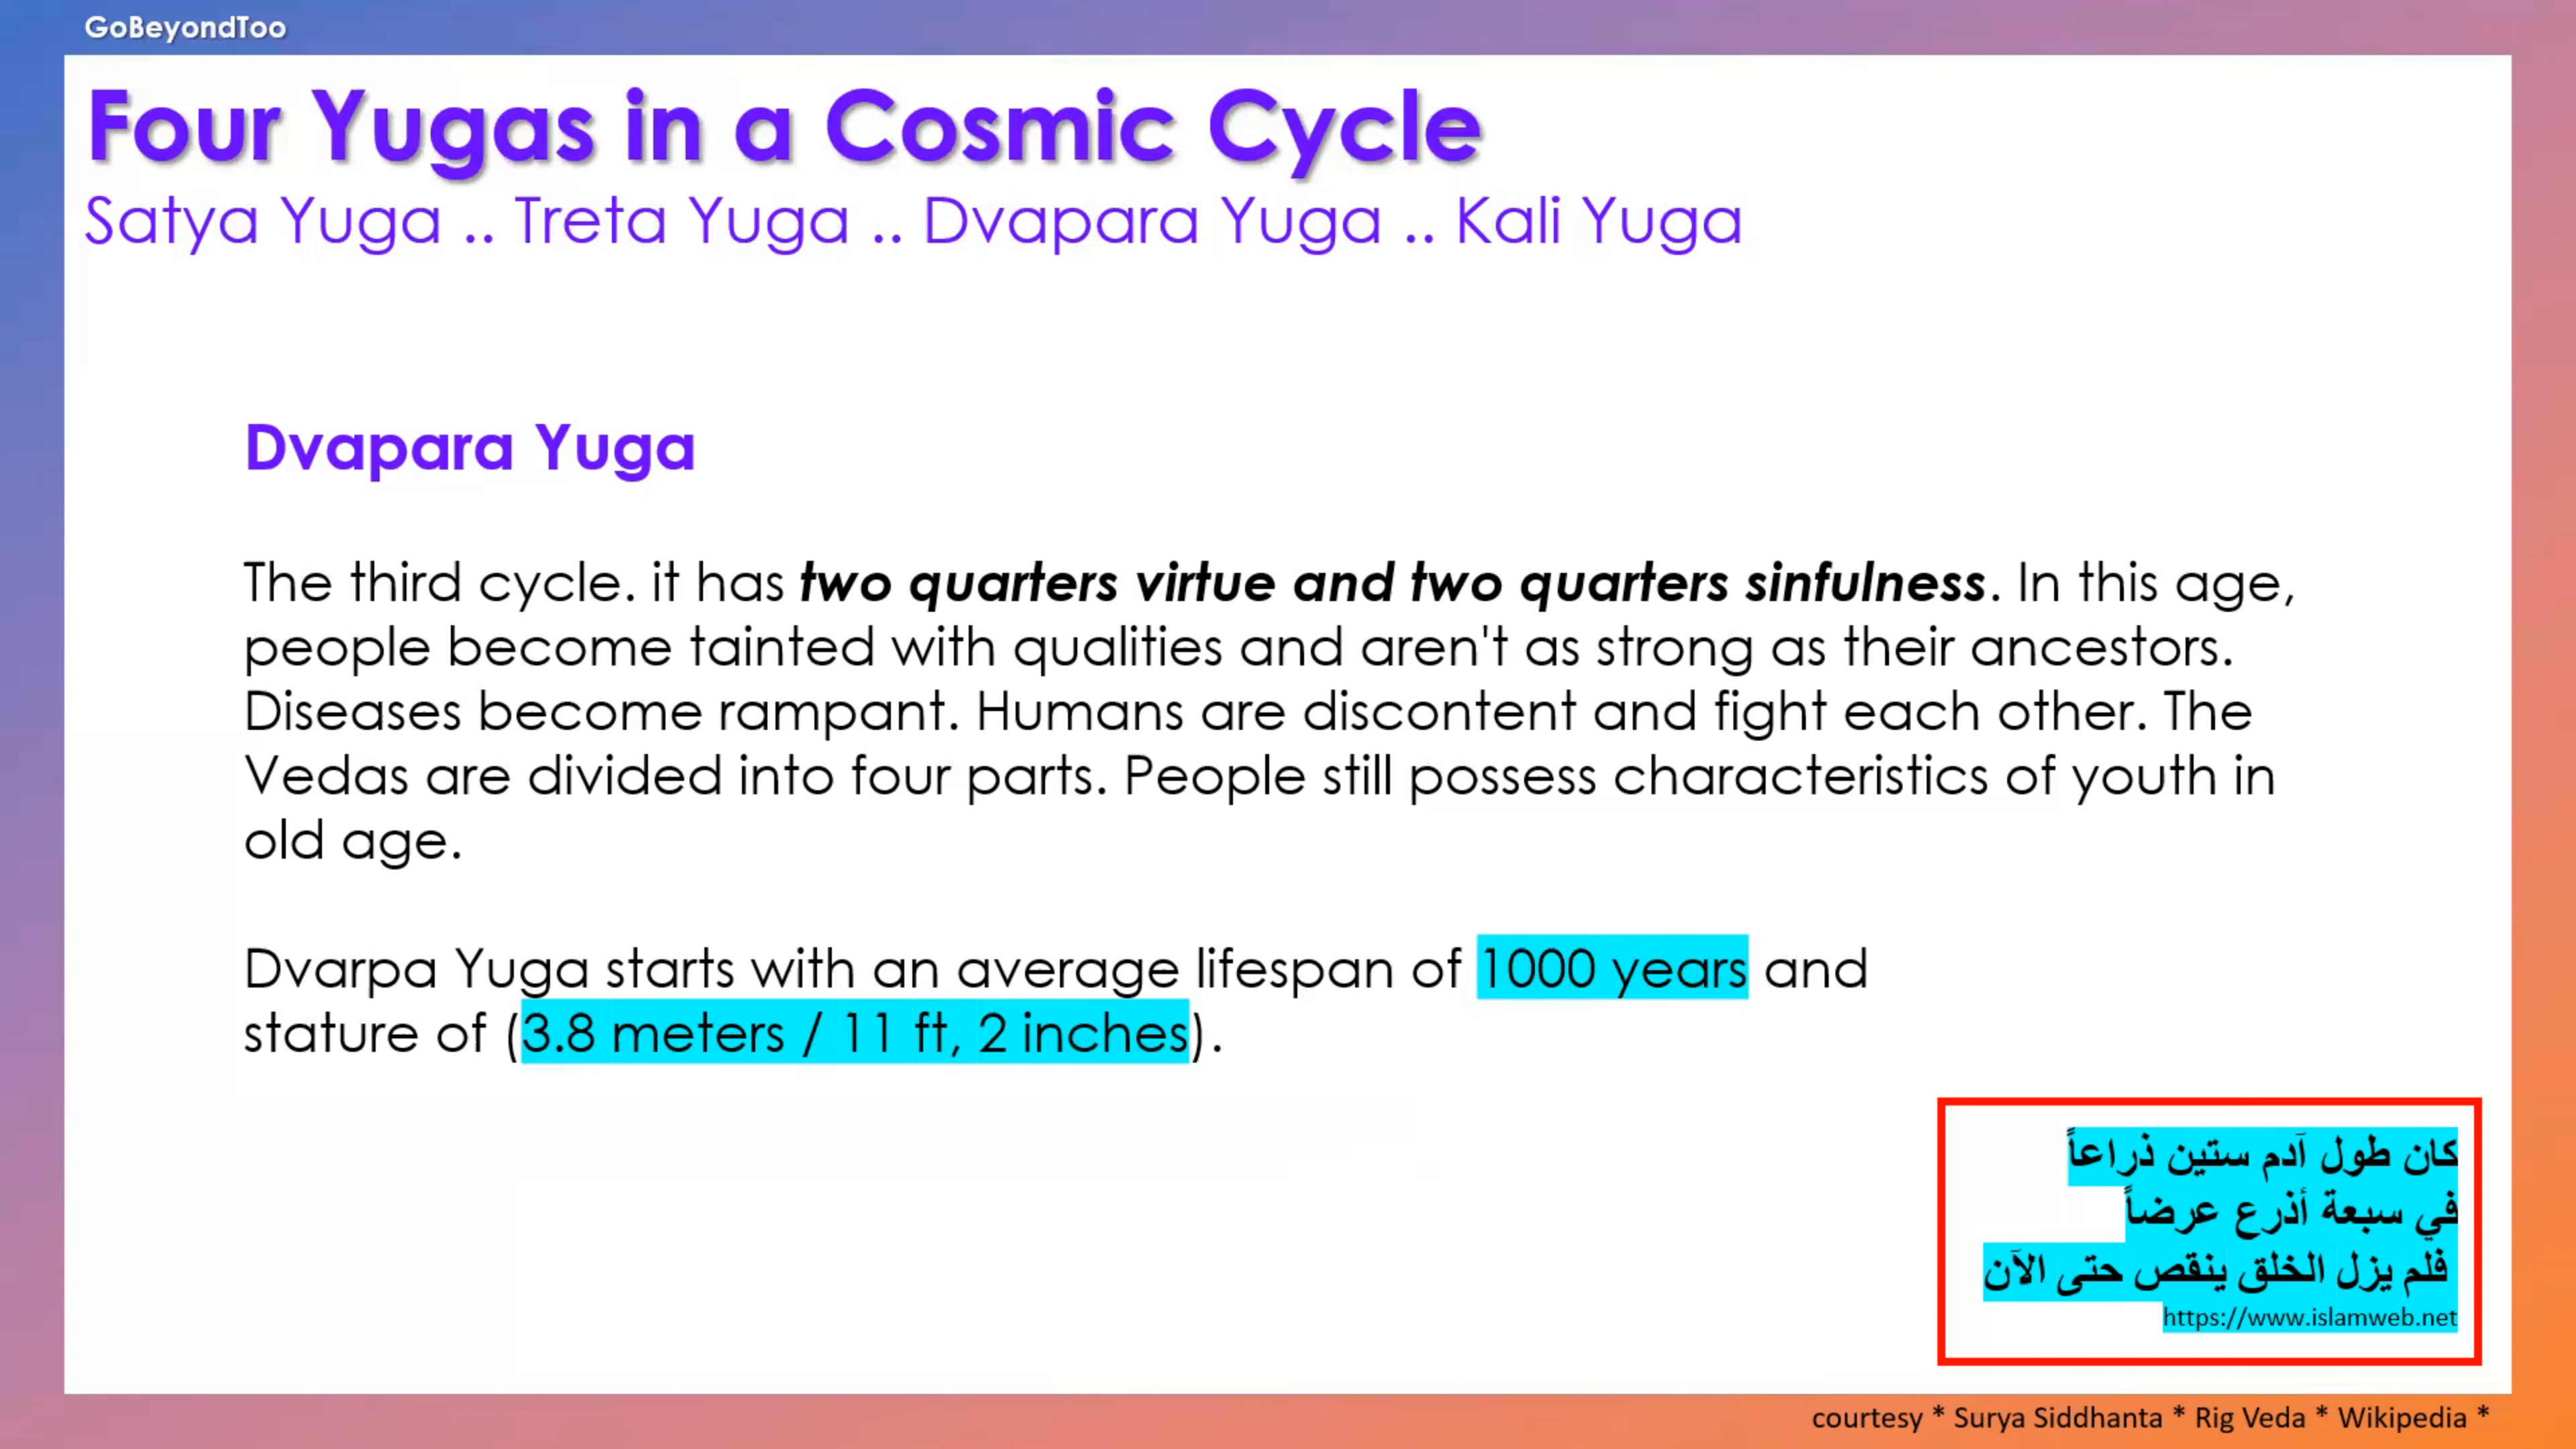 GoBeyondToo
Four Yugas in a Cosmic Cycle
Satya Yuga .. Treta Yuga .. Dvapara Yuga .. Kali Yuga
Dvapara Yuga
The third cycle. it has two quarters virtue and two quarters sinfulness. In this age,
people become tainted with qualities and aren't as strong as their ancestors.
Diseases become rampant. Humans are discontent and fight each other. The
Vedas are divided into four parts. People still possess characteristics of youth in
old age.
Dvarpa Yuga starts with an average lifespan of 1000 years and
stature of (3.8 meters / 11 ft, 2 inches).
كان طول آدم ستين ذراعاً
في سبعة أذرع عرضاً
فلم يزل الخلق ينقص حتى الآن
https://www.islamweb.net
courtesy * Surya Siddhanta * Rig Veda * Wikipedia *